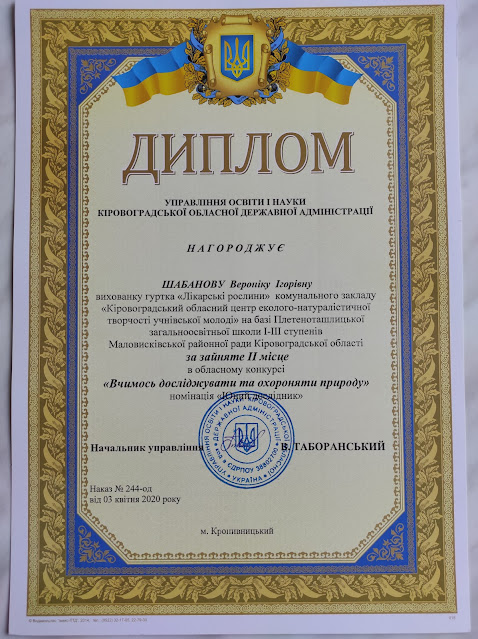 ДИПЛОМ
УПРАВЛІННЯ ОСВІТИ І НАУКИ
КІРОВОГРАДСЬКОЇ ОБЛАСНОЇ ДЕРЖАВНОЇ АДМІНІСТРАЦІЇ
НАГОРОДЖУЄ
ШАБАНОВУ Вероніку Ігорівну
вихованку гуртка «Лікарські рослини» комунального закладу
«Кіровоградський обласний центр еколого-натуралістичної
творчості учнівської молоді» на базі Плетеноташлицької
загальноосвітньої школи І-ІІІ ступенів
Маловисківської районної ради Кіровоградської області
за зайняте ІІ місце
в обласному конкурсі
«Вчимось досліджувати та охороняти природу»
номінація «Юний дослідник»
Начальник управління В. ТАБОРАНСЬКИЙ
Наказ № 244-од
від 03 квітня 2020 року
м. Кропивницький